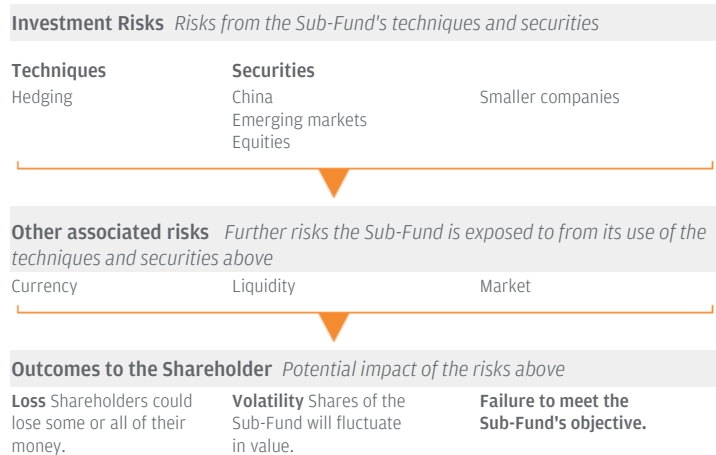 Investment Risks Risks from the Sub-Fund's techniques and securities
Techniques Securities
Hedging China Smaller companies
Emerging markets
Equities
Other associated risks Further risks the Sub-Fund is exposed to from its use of the
techniques and securities above
Currency Liquidity Market
Outcomes to the Shareholder Potential impact of the risks above
Loss Shareholders could
lose some or all of their
money.
Volatility Shares of the
Sub-Fund will fluctuate
in value.
Failure to meet the
Sub-Fund's objective.